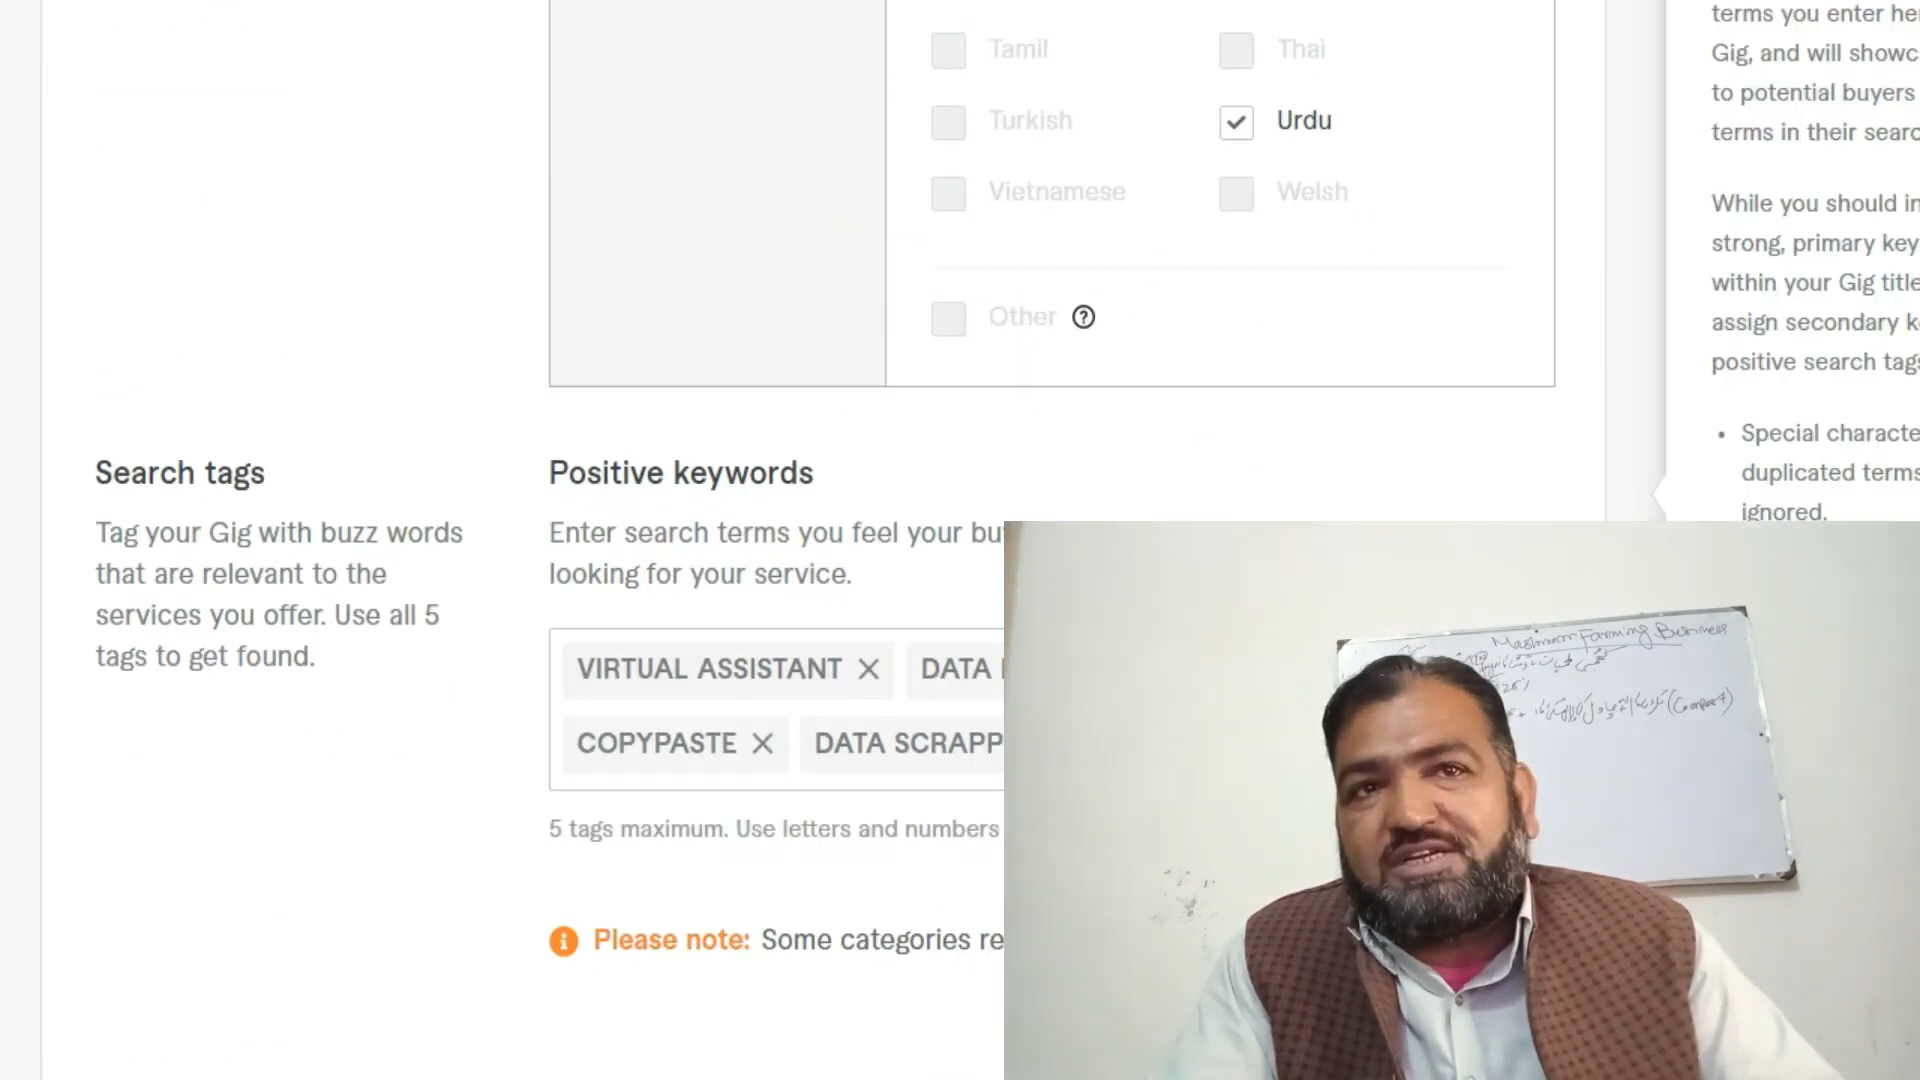 Tamil
Thai
Turkish
Urdu
Vietnamese
Welsh
Other
Search tags
Tag your Gig with buzz words
that are relevant to the
services you offer. Use all 5
tags to get found.
Positive keywords
Enter search terms you feel your bu
looking for your service.
VIRTUAL ASSISTANT
DATA
COPYPASTE
DATA SCRAPP
5 tags maximum. Use letters and numbers
Please note: Some categories re
terms you enter he
Gig, and will showc
to potential buyers
terms in their searc
While you should in
strong, primary key
within your Gig title
assign secondary k
positive search tags
• Special characte
duplicated terms
ignored.
Mashroom Farming Business